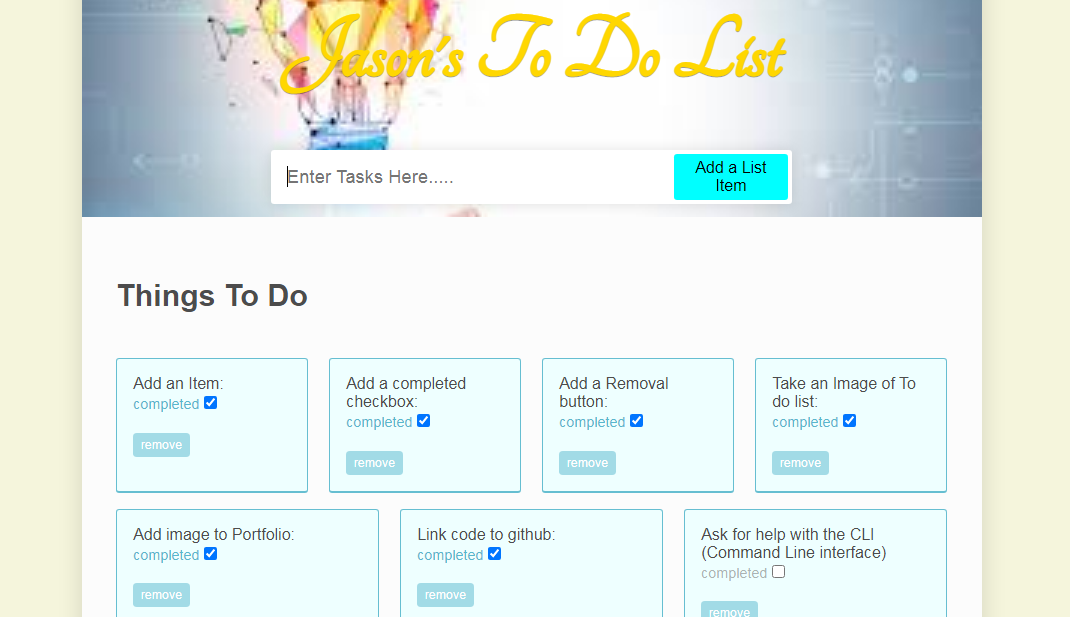 Jason's To Do List
Enter Tasks Here.....
Add a List
Item
Things To Do
Add an Item:
completed
remove
Add a completed
checkbox:
completed
remove
Add a Removal
button:
completed
remove
Take an Image of To
do list:
completed
remove
Add image to Portfolio:
completed
remove
Link code to github:
completed
remove
Ask for help with the CLI
(Command Line interface)
completed
remove